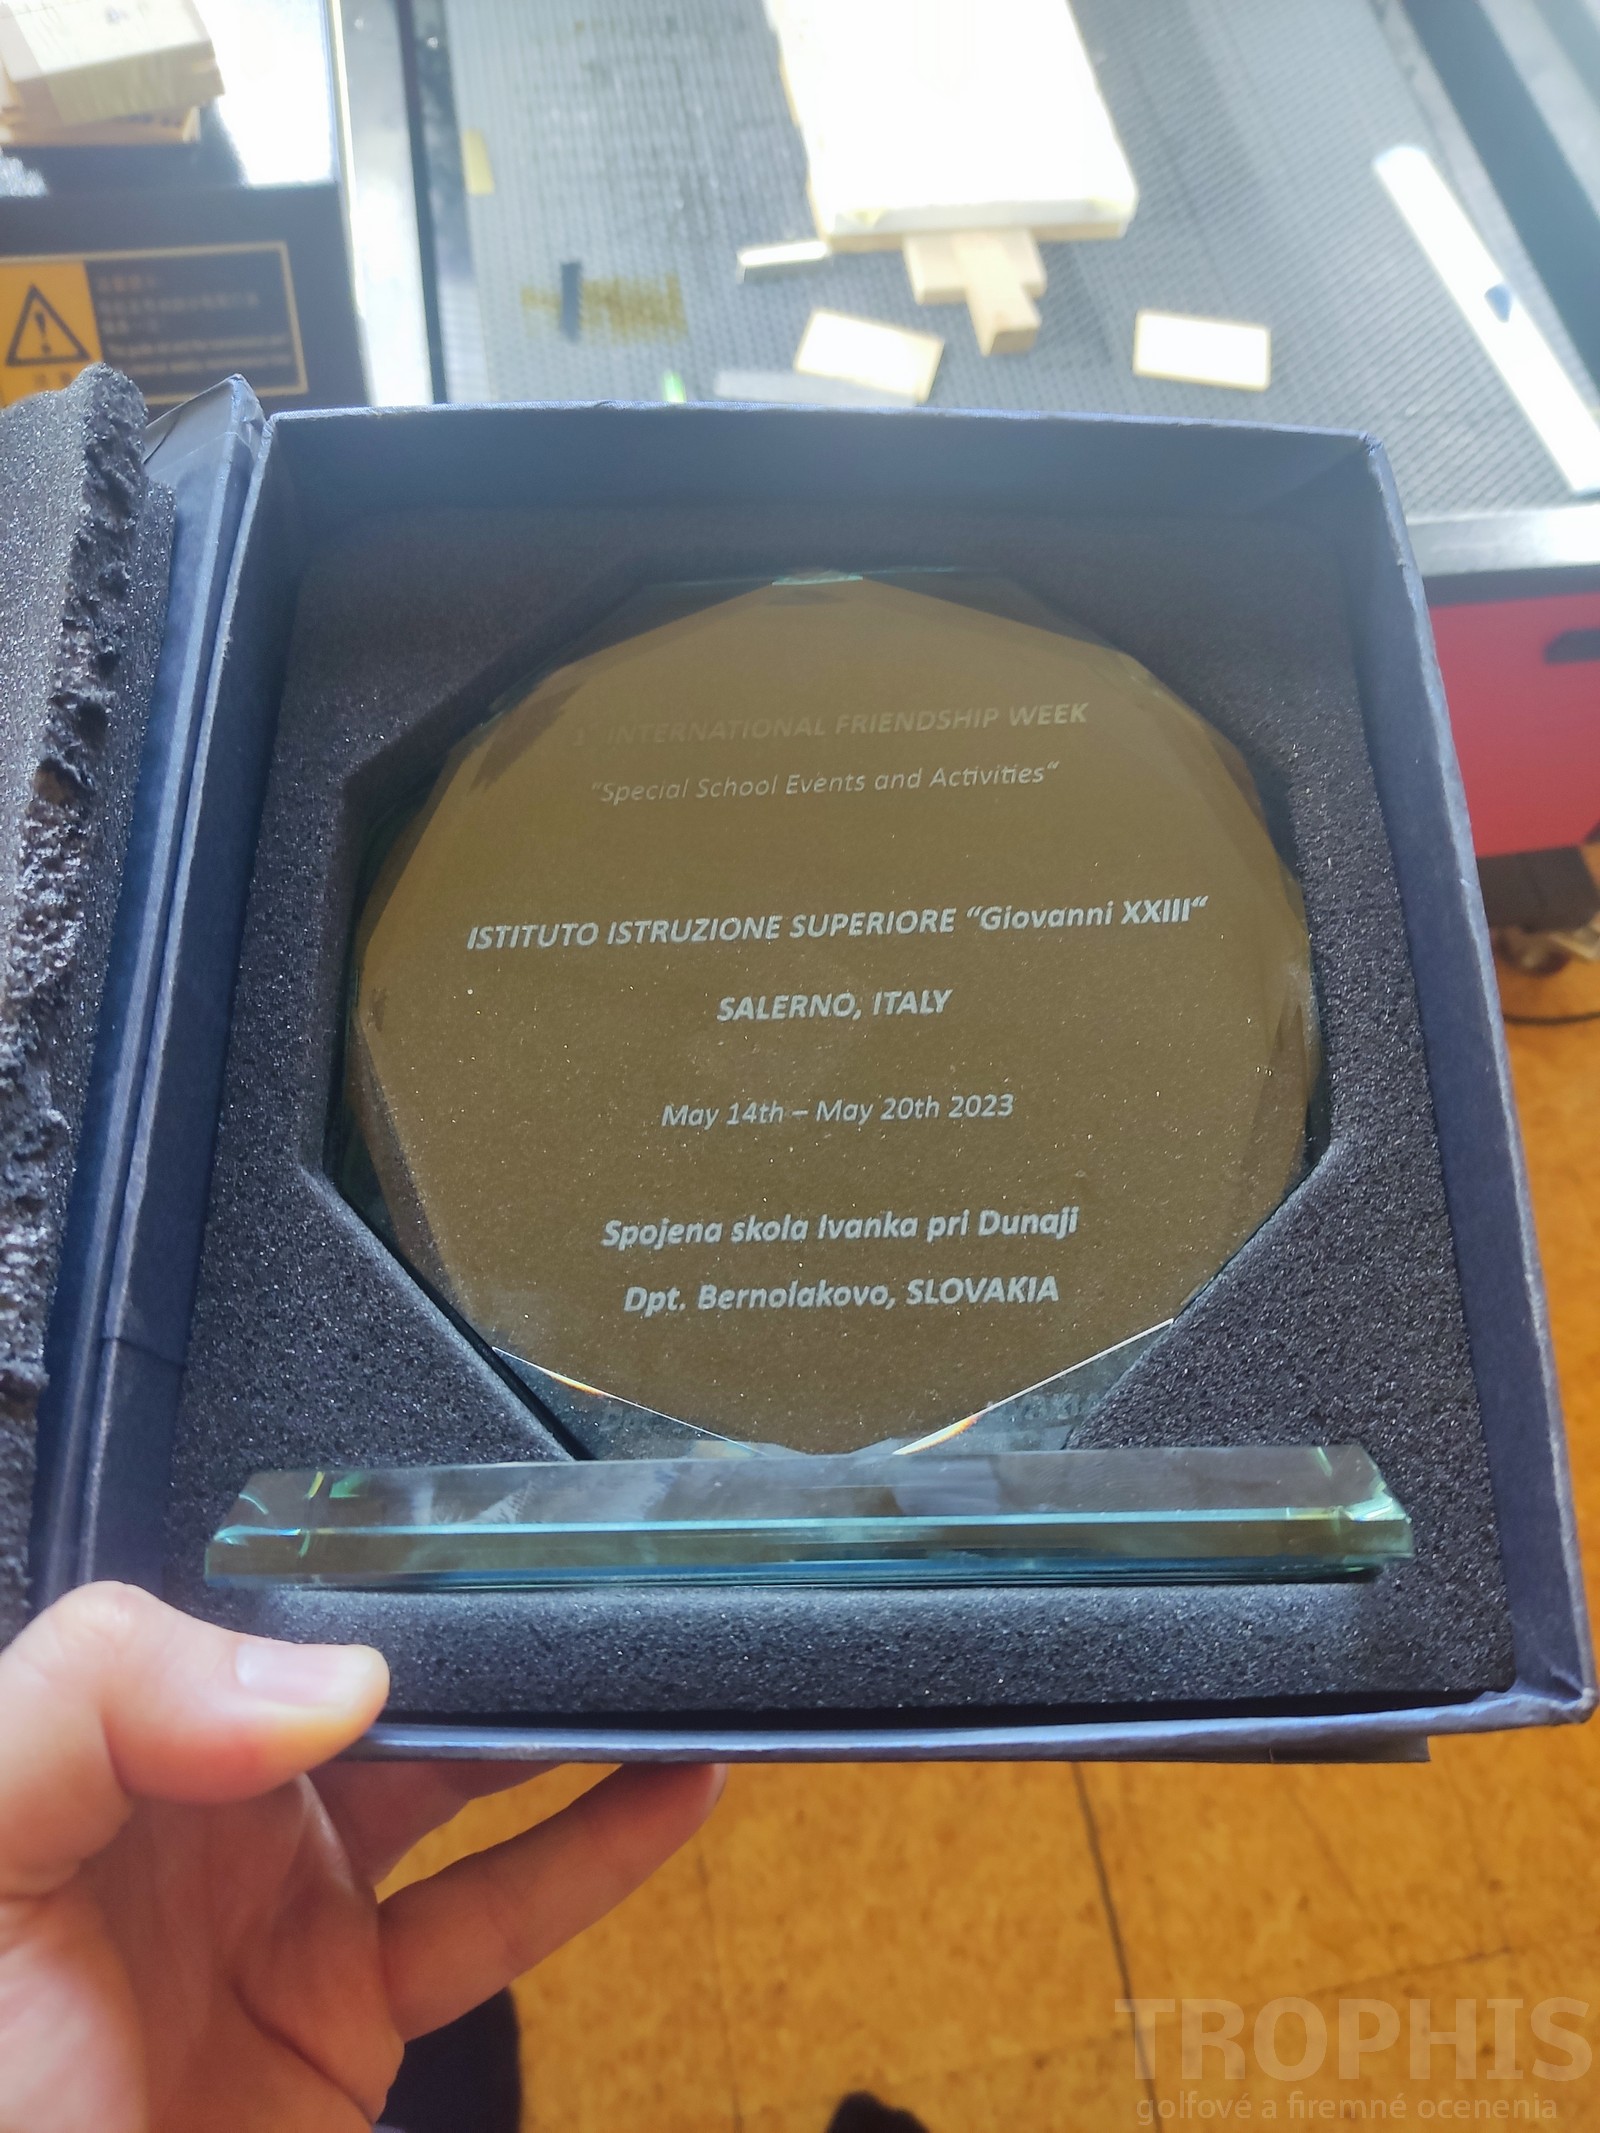 INTERNATIONAL FRIENDSHIP WEEK
“Special School Events and Activities“
ISTITUTO ISTRUZIONE SUPERIORE “Giovanni XXIII“
SALERNO, ITALY
May 14th – May 20th 2023
Spojena skola Ivanka pri Dunaji
Dpt. Bernolakovo, SLOVAKIA
TROPHIS
golfové a firemné ocenenia